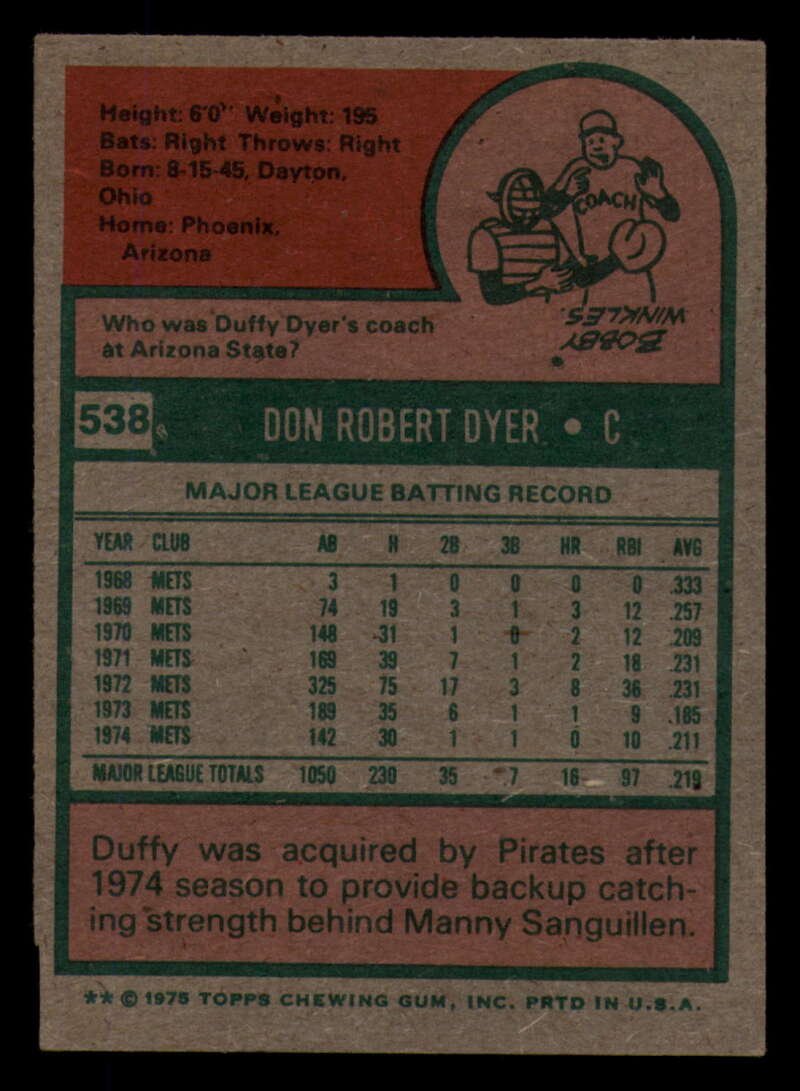 Height: 6'0" Weight: 195
Bats: Right Throws: Right
Born: 8-15-45, Dayton,
Ohio
Home: Phoenix,
Arizona
COACH
Who was Duffy Dyer's coach
at Arizona State?
BOBBY
WINKLES.
538
DON ROBERT DYER • C
MAJOR LEAGUE BATTING RECORD
YEAR CLUB AB H 2B 3B HR RBI AVG
1968 METS 3 1 0 0 0 0 .333
1969 METS 74 19 3 1 3 12 .257
1970 METS 148 31 1 0 2 12 .209
1971 METS 169 39 7 1 2 18 .231
1972 METS 325 75 17 3 8 36 .231
1973 METS 189 35 6 1 1 9 .185
1974 METS 142 30 1 1 0 10 .211
MAJOR LEAGUE TOTALS 1050 230 35 7 16 97 .219
Duffy was acquired by Pirates after
1974 season to provide backup catch-
ing strength behind Manny Sanguillen.
** © 1975 TOPPS CHEWING GUM, INC. PRTD IN U.S.A.